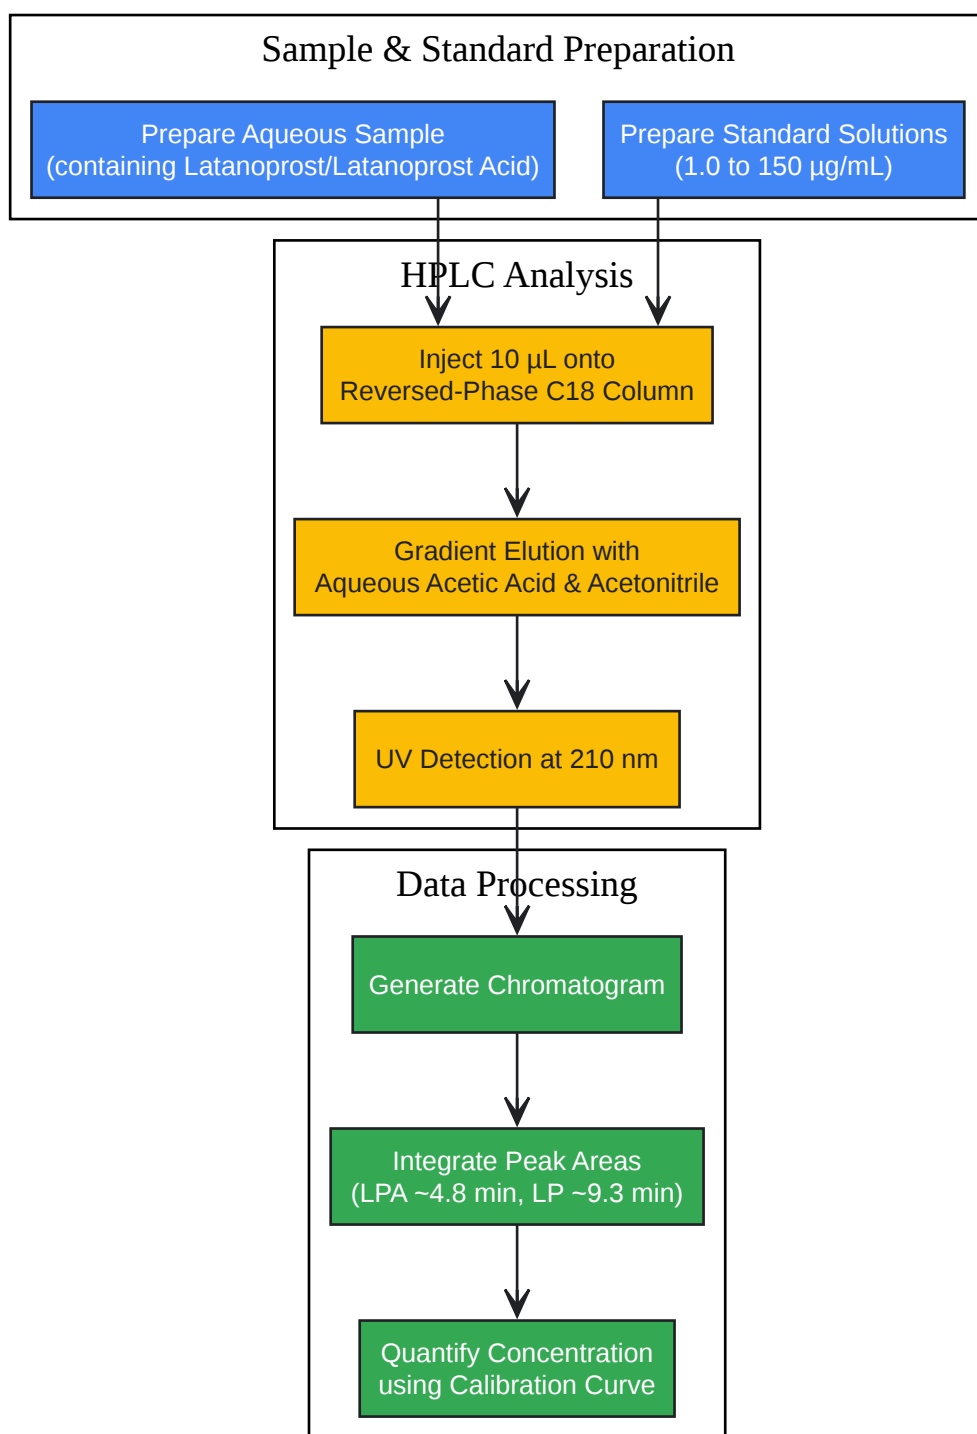 Sample & Standard Preparation
Prepare Aqueous Sample
(containing Latanoprost/Latanoprost Acid)
Prepare Standard Solutions
(1.0 to 150 µg/mL)
HPLC Analysis
Inject 10 µL onto
Reversed-Phase C18 Column
Gradient Elution with
Aqueous Acetic Acid & Acetonitrile
UV Detection at 210 nm
Data Processing
Generate Chromatogram
Integrate Peak Areas
(LPA ~4.8 min, LP ~9.3 min)
Quantify Concentration
using Calibration Curve